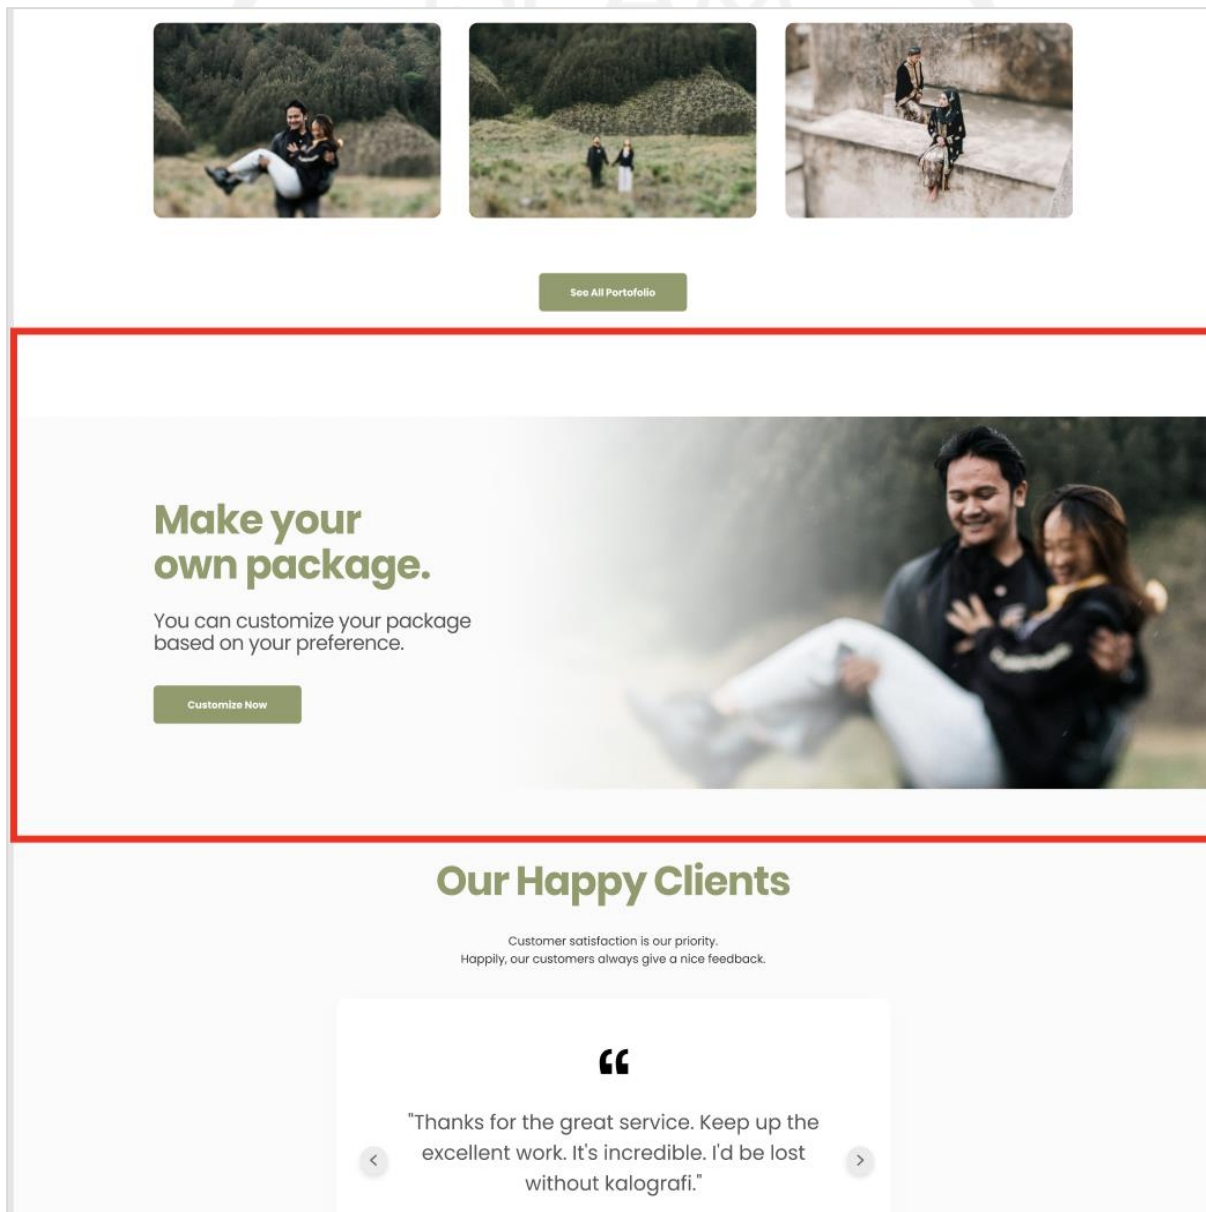 See All Portofolio
Make your
own package.
You can customize your package
based on your preference.
Customize Now
Our Happy Clients
Customer satisfaction is our priority.
Happily, our customers always give a nice feedback.
“
"Thanks for the great service. Keep up the
excellent work. It's incredible. I'd be lost
without kalografi."